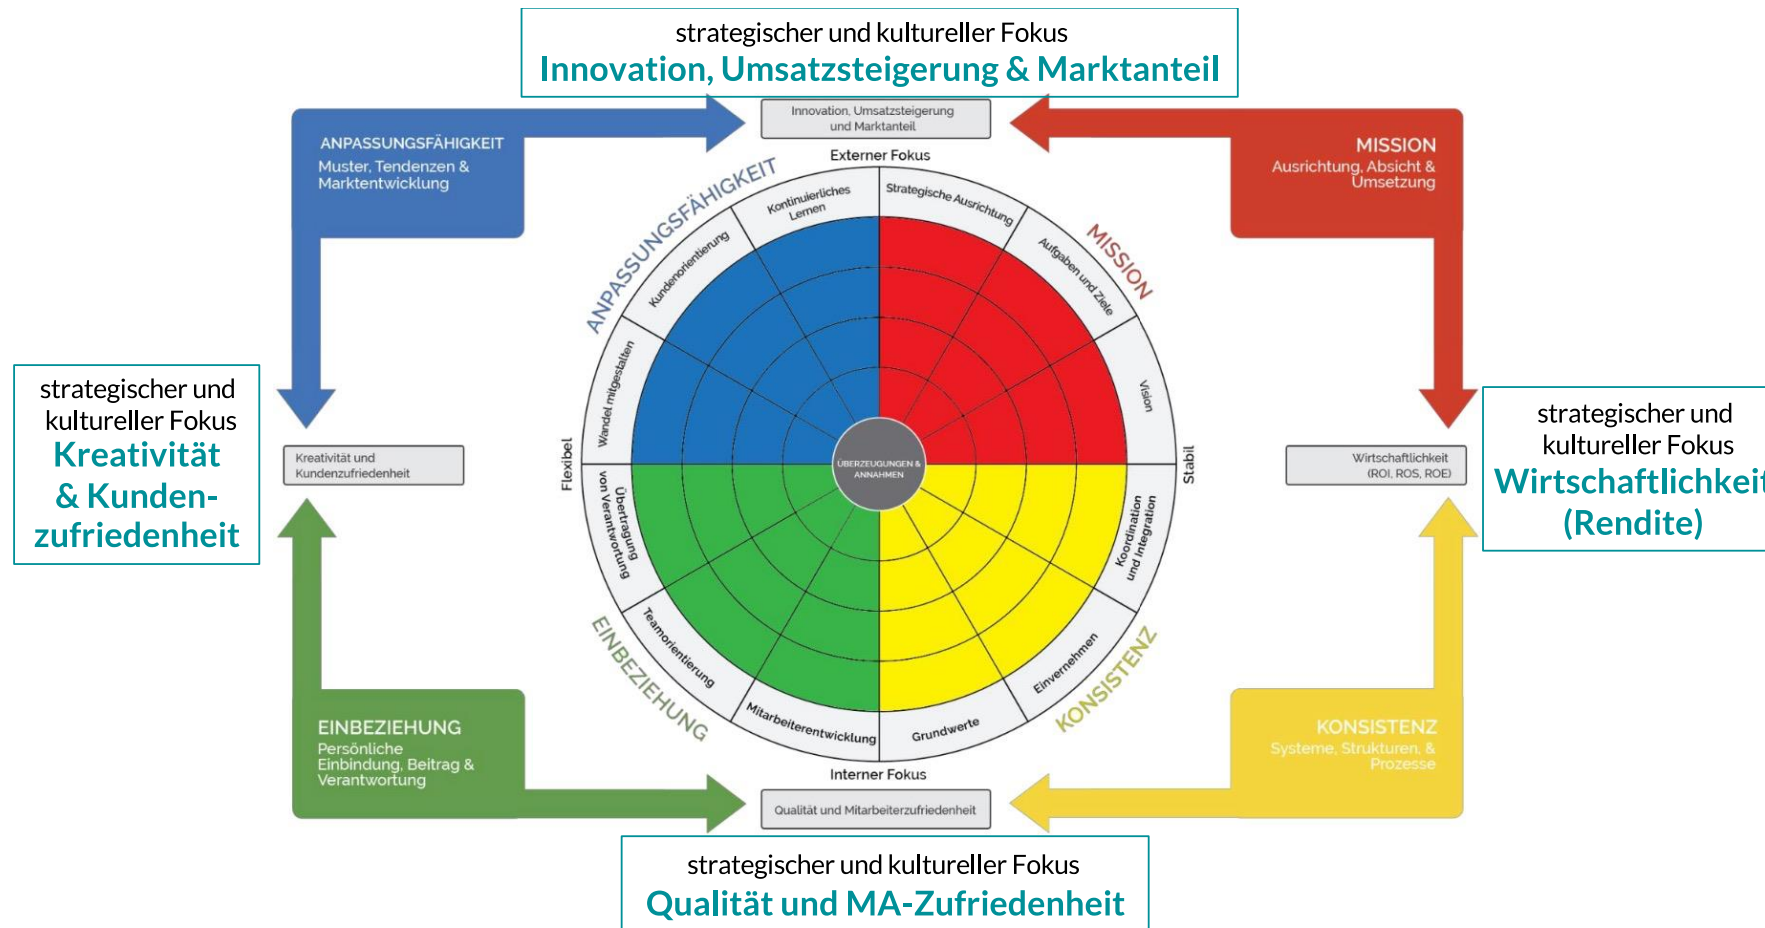 strategischer und kultureller Fokus
Innovation, Umsatzsteigerung & Marktanteil
Innovation, Umsatzsteigerung
und Marktanteil
ANPASSUNGSFÄHIGKEIT
Muster, Tendenzen &
Marktentwicklung
MISSION
Ausrichtung, Absicht &
Umsetzung
Externer Fokus
ANPASSUNGSFÄHIGKEIT
MISSION
Kontinuierliches
Lernen
Strategische Ausrichtung
Kundenorientierung
Aufgaben und Ziele
Wandel mitgestalten
Vision
strategischer und
kultureller Fokus
Kreativität
& Kunden-
zufriedenheit
Kreativität und
Kundenzufriedenheit
Flexibel
ÜBERZEUGUNGEN &
ANNAHMEN
Stabil
Wirtschaftlichkeit
(ROI, ROS, ROE)
strategischer und
kultureller Fokus
Wirtschaftlichkeit
(Rendite)
Übertragung
von Verantwortung
Koordination
und Integration
Teamorientierung
Einvernehmen
Mitarbeiterentwicklung
Grundwerte
EINBEZIEHUNG
KONSISTENZ
EINBEZIEHUNG
Persönliche
Einbindung, Beitrag &
Verantwortung
KONSISTENZ
Systeme, Strukturen, &
Prozesse
Interner Fokus
Qualität und Mitarbeiterzufriedenheit
strategischer und kultureller Fokus
Qualität und MA-Zufriedenheit